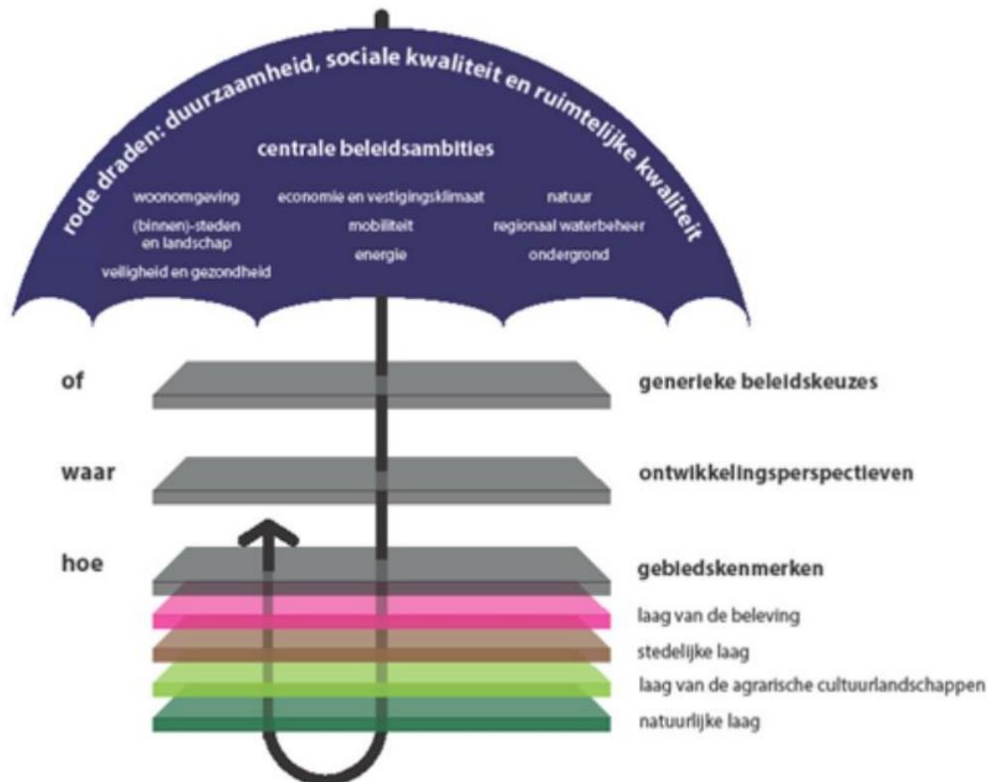 rode draden: duurzaamheid, sociale kwaliteit en ruimtelijke kwaliteit
centrale beleidsambities
woonomgeving
(binnen)-steden
en landschap
veiligheid en gezondheid
economie en vestigingsklimaat
mobiliteit
energie
natuur
regionaal waterbeheer
ondergrond
of
generieke beleidskeuzes
waar
ontwikkelingsperspectieven
hoe
gebiedskenmerken
laag van de beleving
stedelijke laag
laag van de agrarische cultuurlandschappen
natuurlijke laag